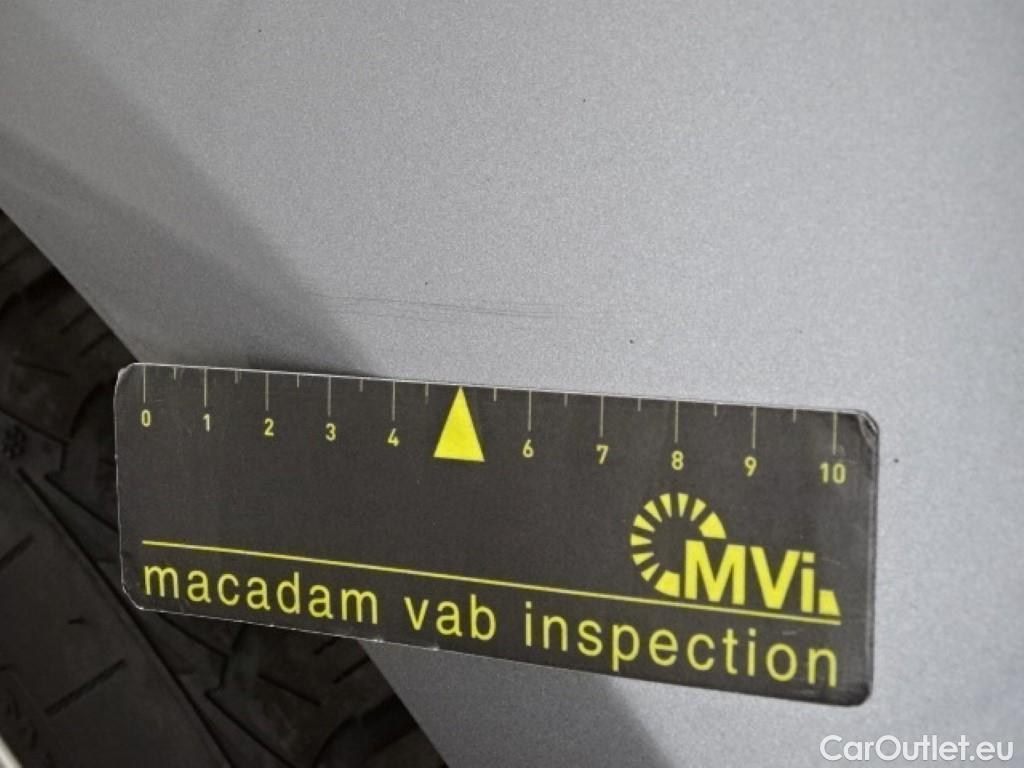 0 1 2 3 4 6 7 8 9 10
MVi
macadam vab inspection
CarOutlet.eu